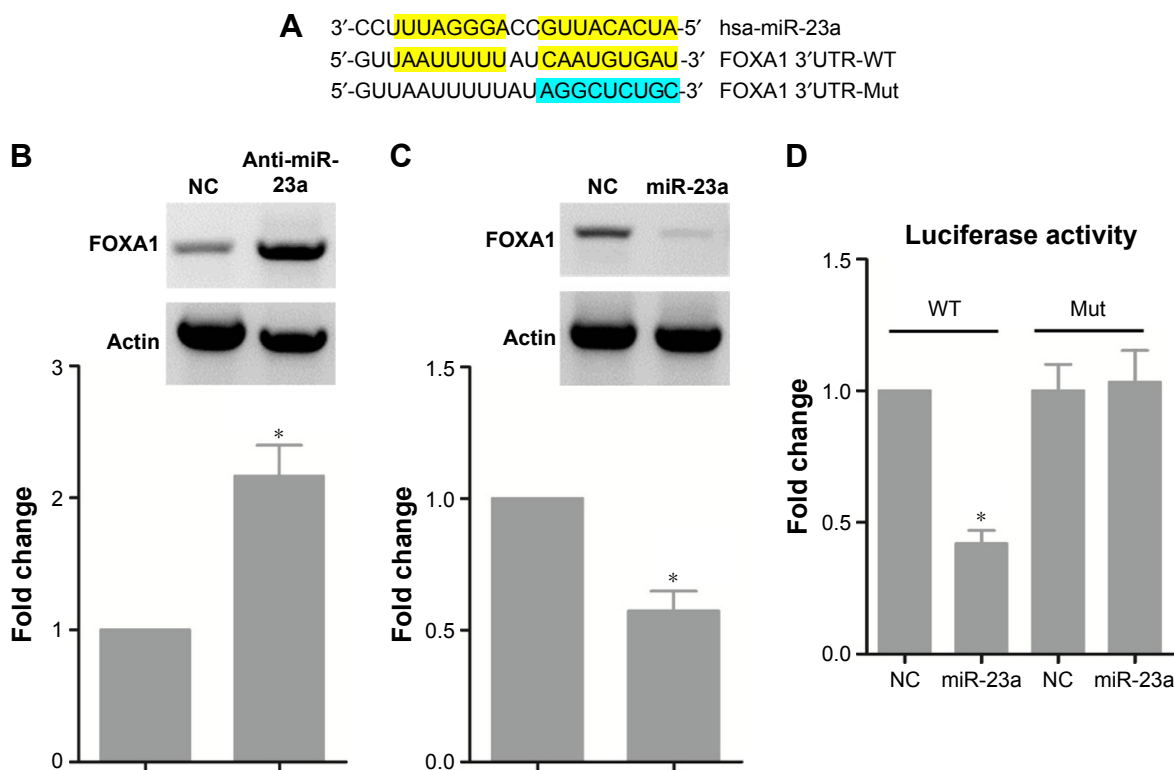 A
3′-CCUUUUAGGGACCGUUACACUA-5′ hsa-miR-23a
5′-GUUUAAUUUUUAUCAAUGUGAU-3′ FOXA1 3′UTR-WT
5′-GUUAAUUUUUAUAGGCUCUGC-3′ FOXA1 3′UTR-Mut
B
NC
Anti-miR-
23a
FOXA1
Actin
3
2
1
0
Fold change
*
C
NC miR-23a
FOXA1
Actin
1.5
1.0
0.5
0.0
Fold change
*
D
Luciferase activity
1.5
1.0
0.5
0.0
Fold change
WT
Mut
*
NC miR-23a NC miR-23a